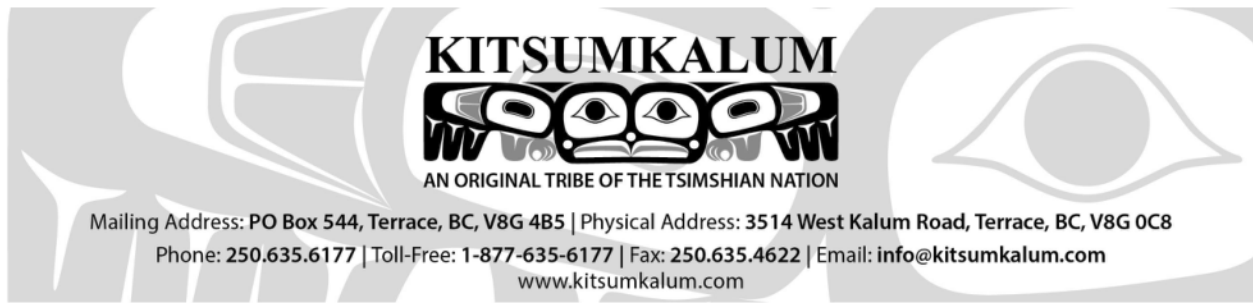 KITSUMKALUM
AN ORIGINAL TRIBE OF THE TSIMSHIAN NATION
Mailing Address: PO Box 544, Terrace, BC, V8G 4B5 | Physical Address: 3514 West Kalum Road, Terrace, BC, V8G 0C8
Phone: 250.635.6177 | Toll-Free: 1-877-635-6177 | Fax: 250.635.4622 | Email: info@kitsumkalum.com
www.kitsumkalum.com